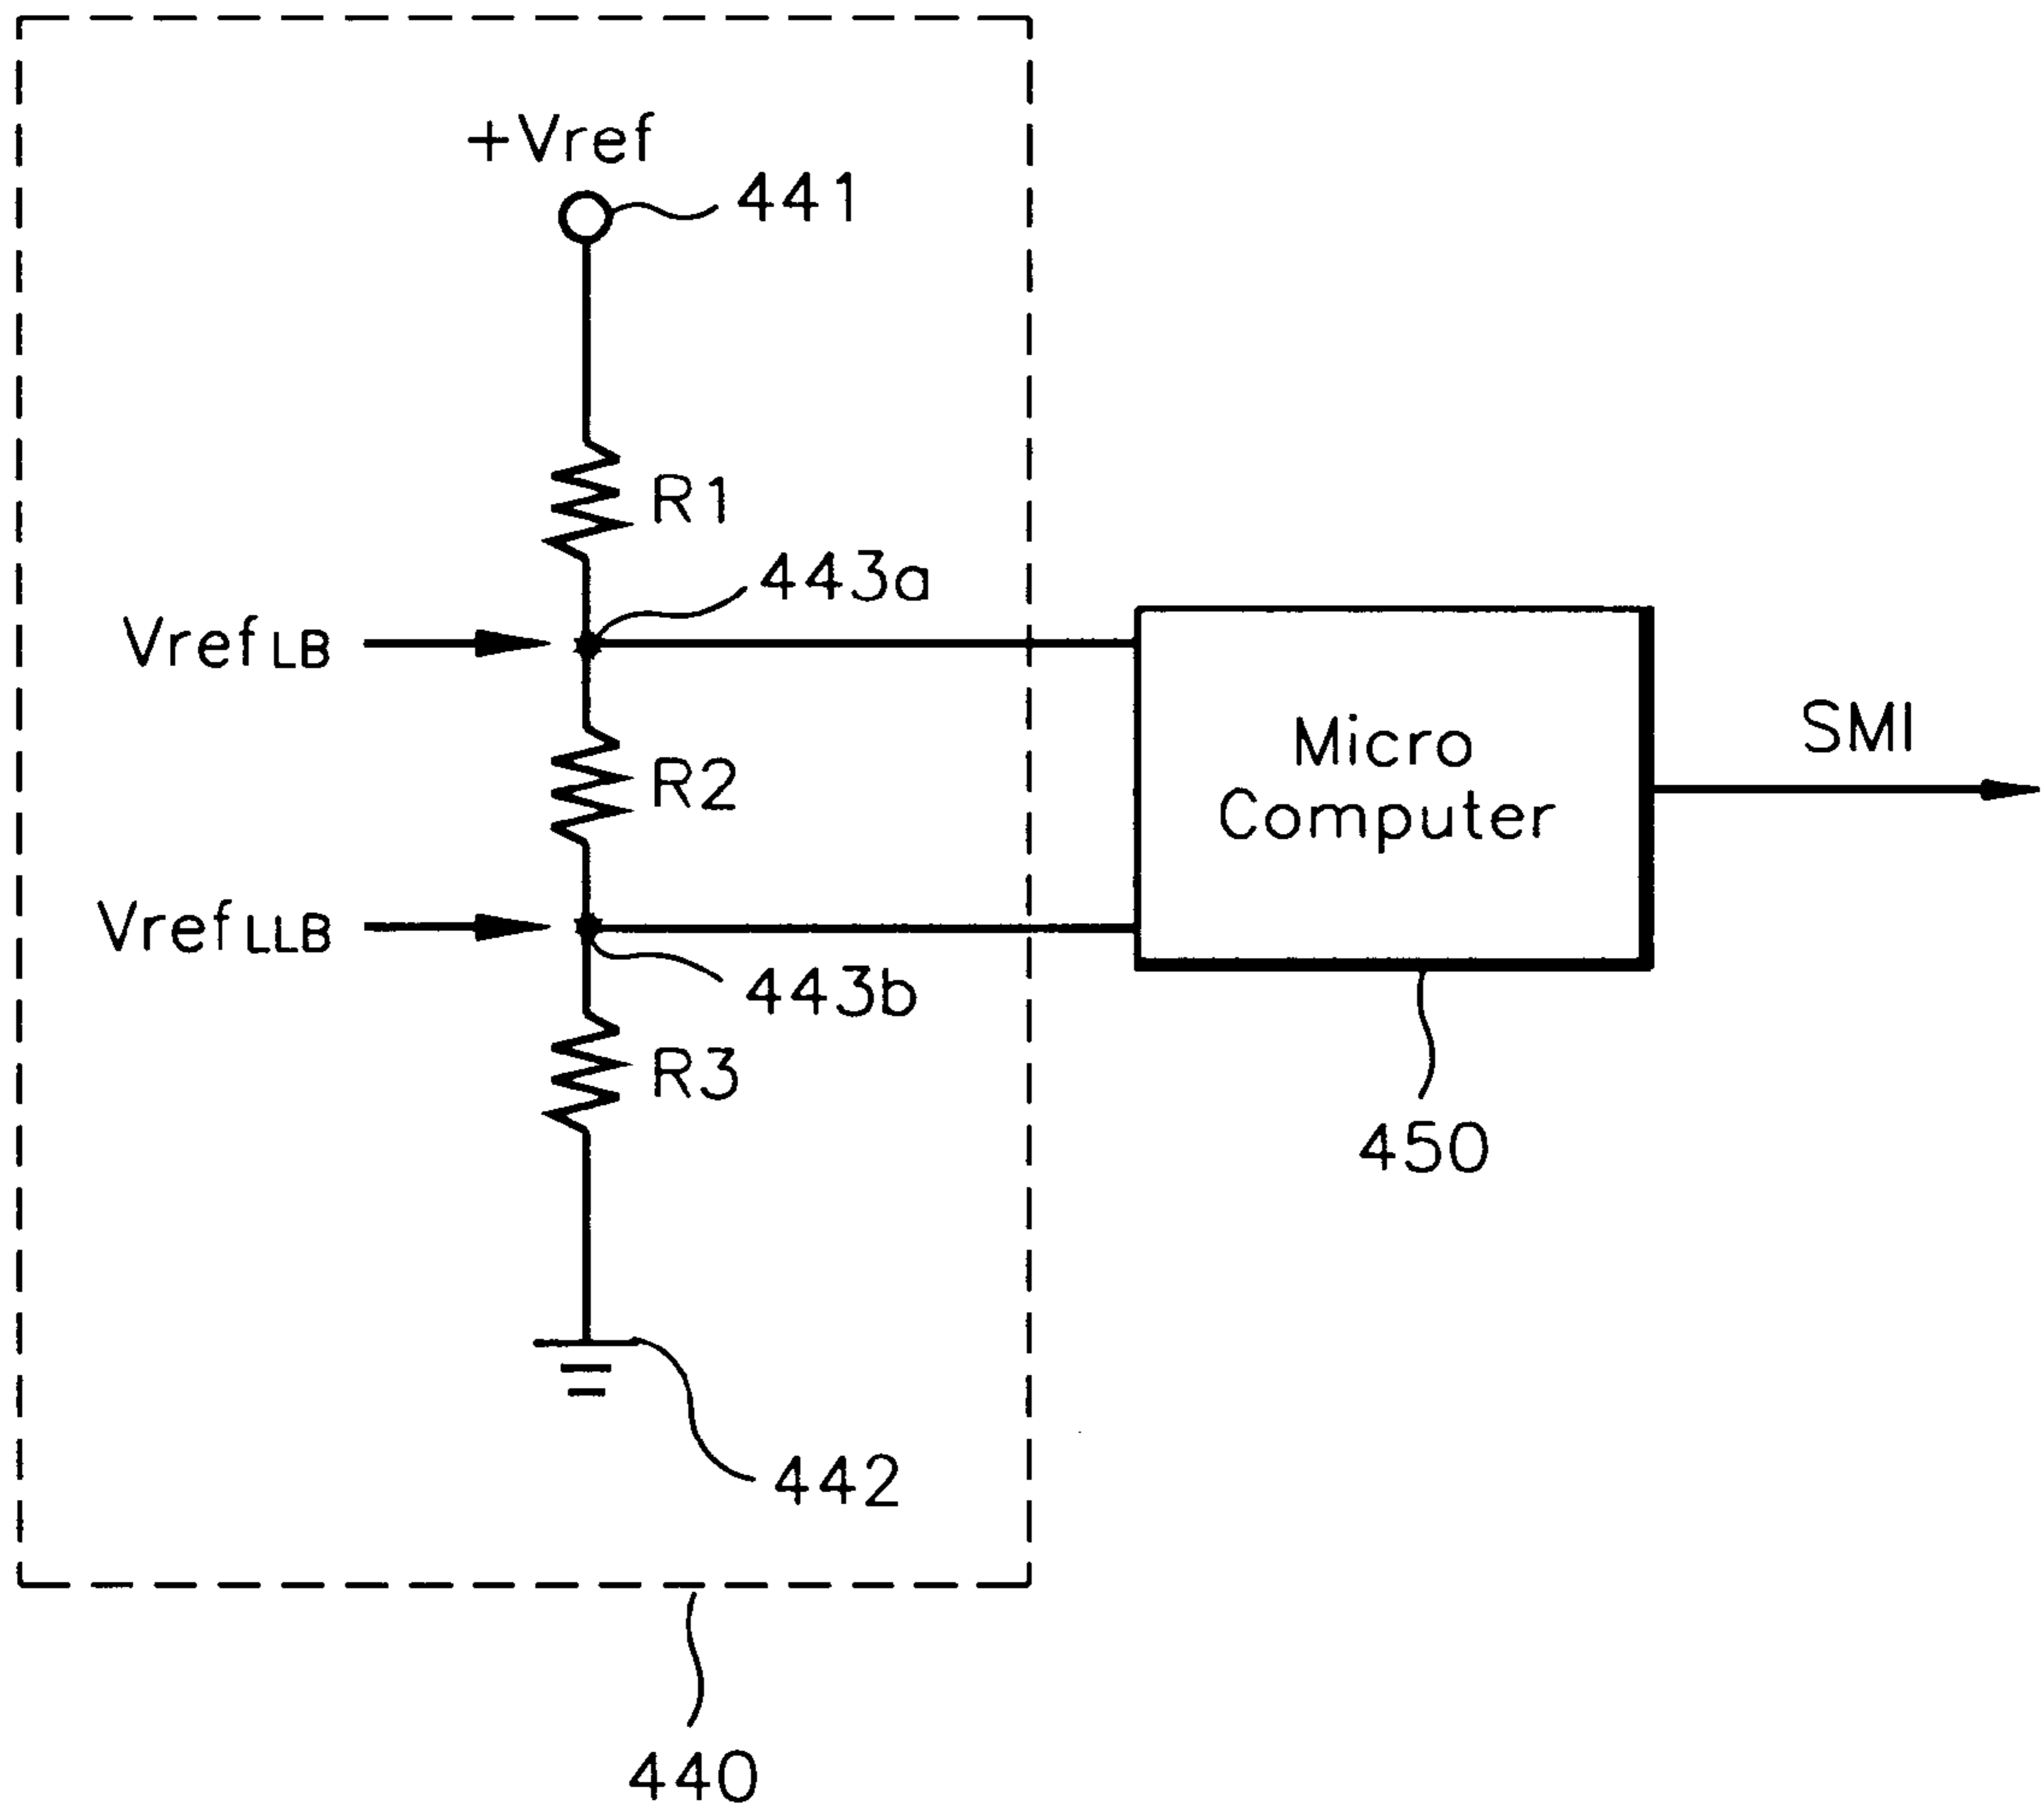 +Vref
441
R1
443a
VrefLB
Micro
Computer
SMI
R2
VrefLLB
443b
R3
450
442
440